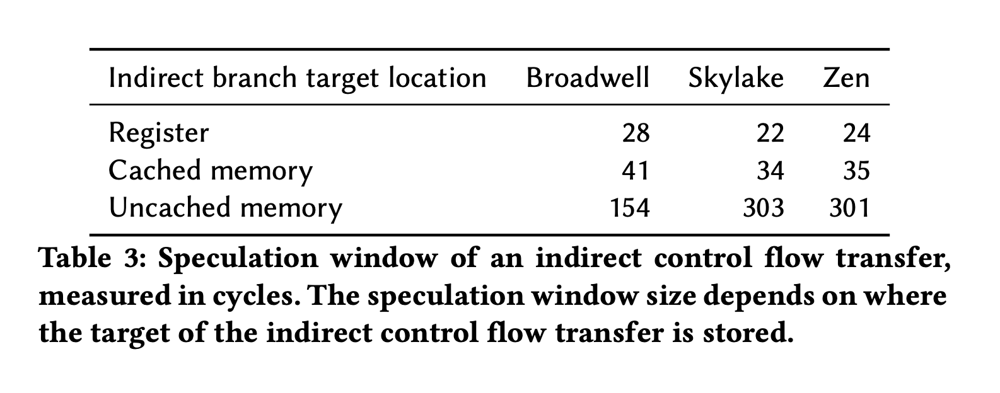 Indirect branch target location Broadwell Skylake Zen
Register 28 22 24
Cached memory 41 34 35
Uncached memory 154 303 301
Table 3: Speculation window of an indirect control flow transfer,
measured in cycles. The speculation window size depends on where
the target of the indirect control flow transfer is stored.